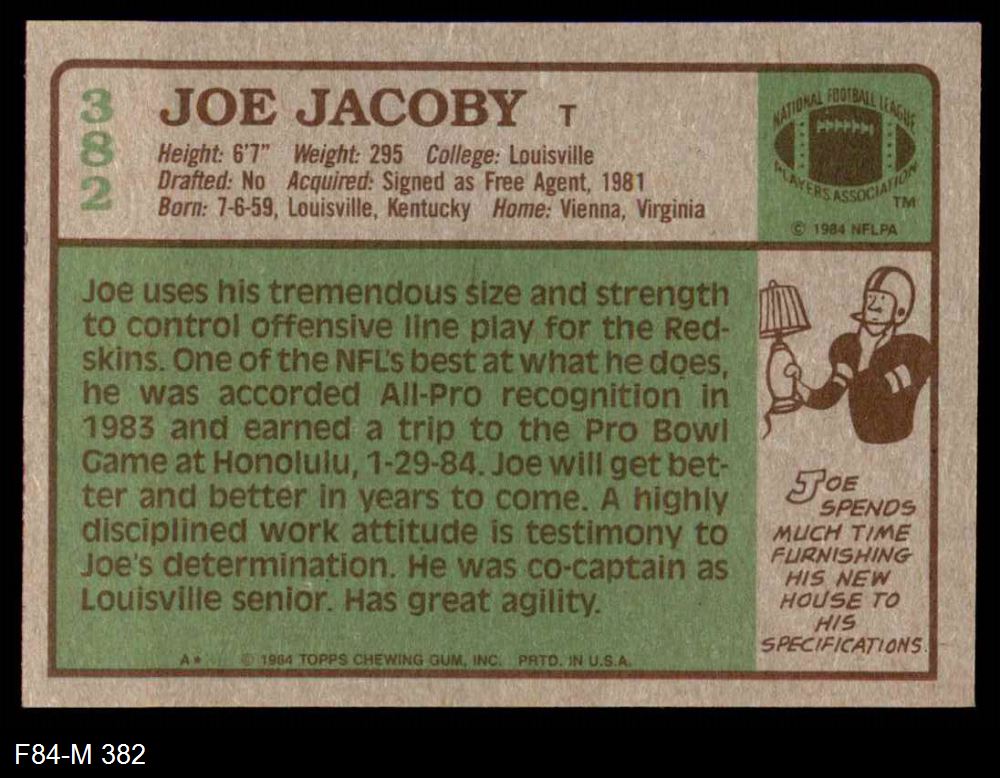 382
JOE JACOBY T
Height: 6'7" Weight: 295 College: Louisville
Drafted: No Acquired: Signed as Free Agent, 1981
Born: 7-6-59, Louisville, Kentucky Home: Vienna, Virginia
NATIONAL FOOTBALL LEAGUE
PLAYERS ASSOCIATION
TM
© 1984 NFLPA
Joe uses his tremendous size and strength
to control offensive line play for the Red-
skins. One of the NFL's best at what he does,
he was accorded All-Pro recognition in
1983 and earned a trip to the Pro Bowl
Game at Honolulu, 1-29-84. Joe will get bet-
ter and better in years to come. A highly
disciplined work attitude is testimony to
Joe's determination. He was co-captain as
Louisville senior. Has great agility.
JOE
SPENDS
MUCH TIME
FURNISHING
HIS NEW
HOUSE TO
HIS
SPECIFICATIONS.
A* © 1984 TOPPS CHEWING GUM, INC. PRTD. IN U.S.A.
F84-M 382